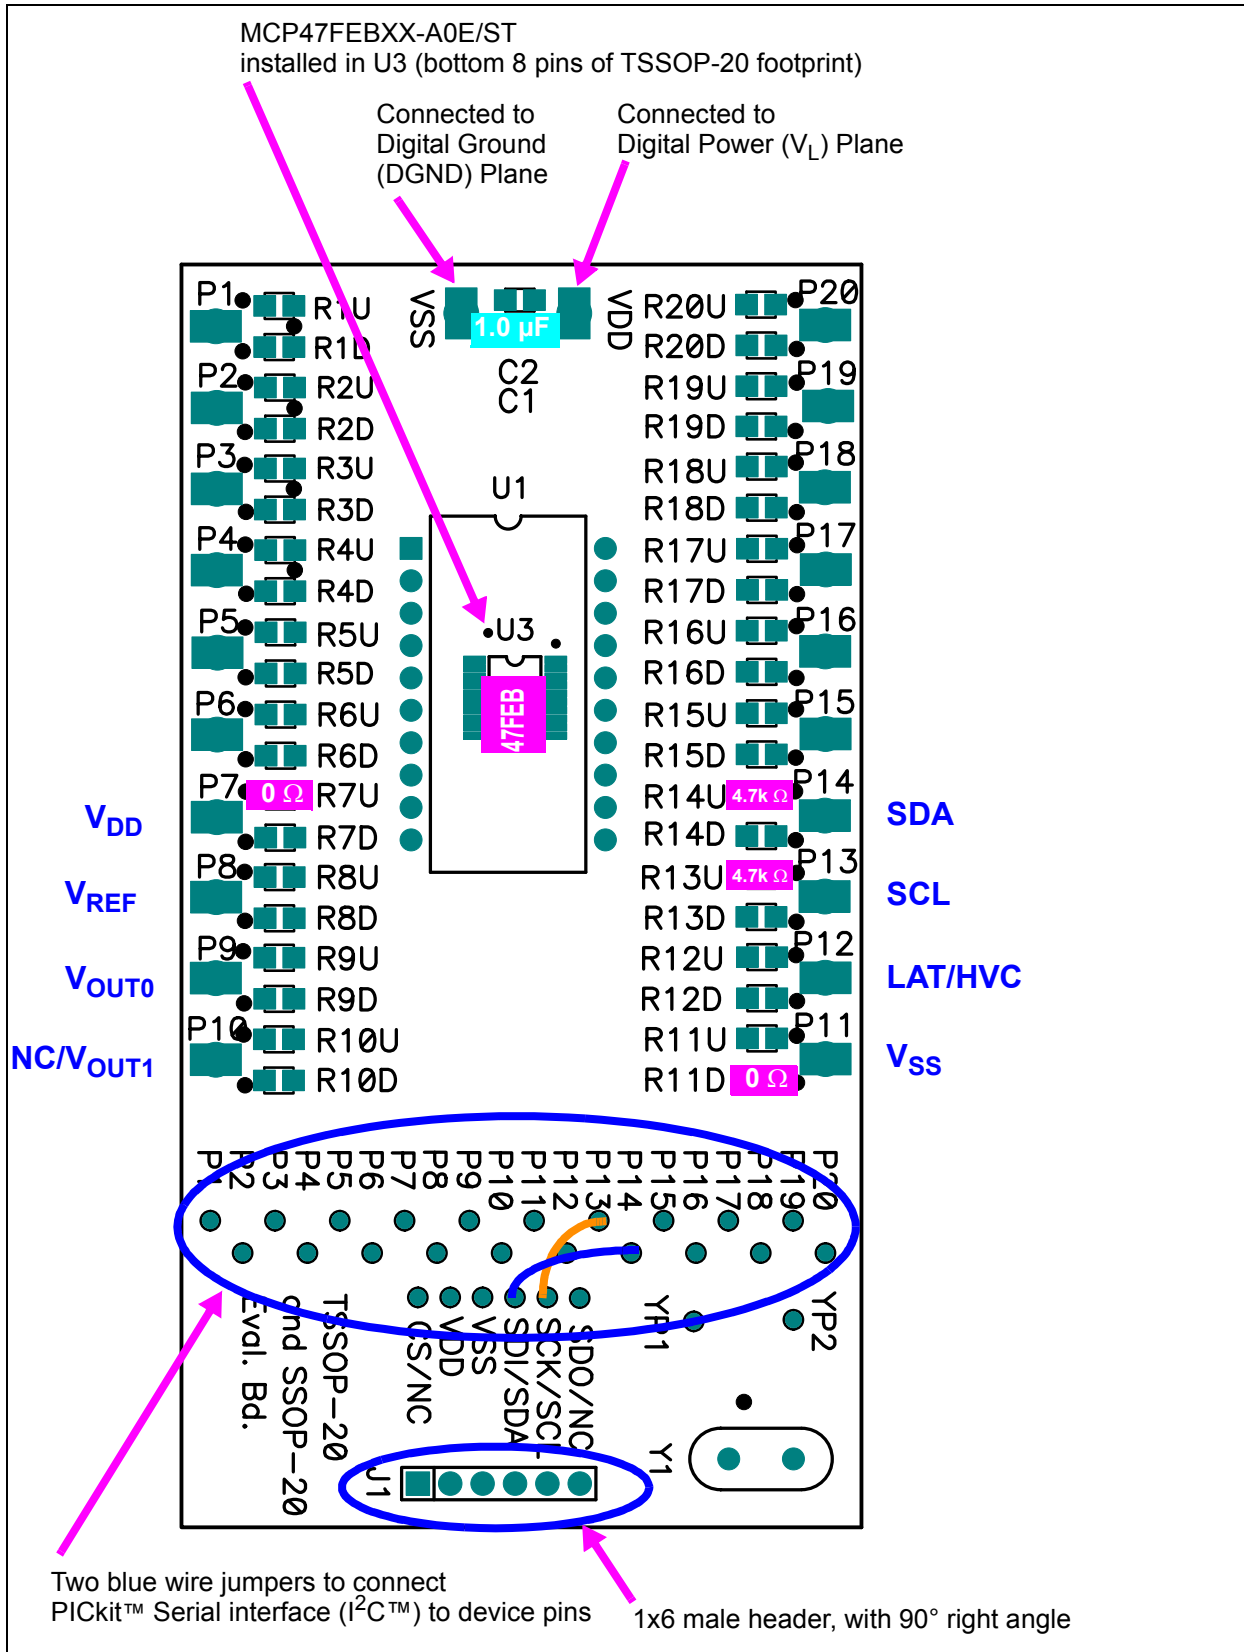 MCP47FEBXX-A0E/ST
installed in U3 (bottom 8 pins of TSSOP-20 footprint)
Connected to
Digital Ground
(DGND) Plane
Connected to
Digital Power (VL) Plane
P1
R1U
R1D
P2
R2U
R2D
P3
R3U
R3D
P4
R4U
R4D
P5
R5U
R5D
P6
R6U
R6D
P7
0 Ω
R7U
R7D
P8
R8U
R8D
P9
R9U
R9D
P10
R10U
R10D
VSS
1.0 µF
VDD
C2
C1
U1
U3
47FEB
R20U
P20
R20D
R19U
P19
R19D
R18U
P18
R18D
R17U
P17
R17D
R16U
P16
R16D
R15U
P15
R15D
R14U
4.7k Ω
P14
R14D
R13U
4.7k Ω
P13
R13D
R12U
P12
R12D
R11U
P11
R11D
0 Ω
VDD
VREF
VOUT0
NC/VOUT1
SDA
SCL
LAT/HVC
VSS
P1
P2
P3
P4
P5
P6
P7
P8
P9
P10
P11
P12
P13
P14
P15
P16
P17
P18
P19
P20
TSSOP-20
and SSOP-20
Eval. Bd.
CS/NC
VDD
VSS
SDI/SDA
SCK/SCL
SDO/NC
YP1
YP2
J1
Y1
Two blue wire jumpers to connect
PICkit™ Serial interface (I²C™) to device pins
1x6 male header, with 90° right angle